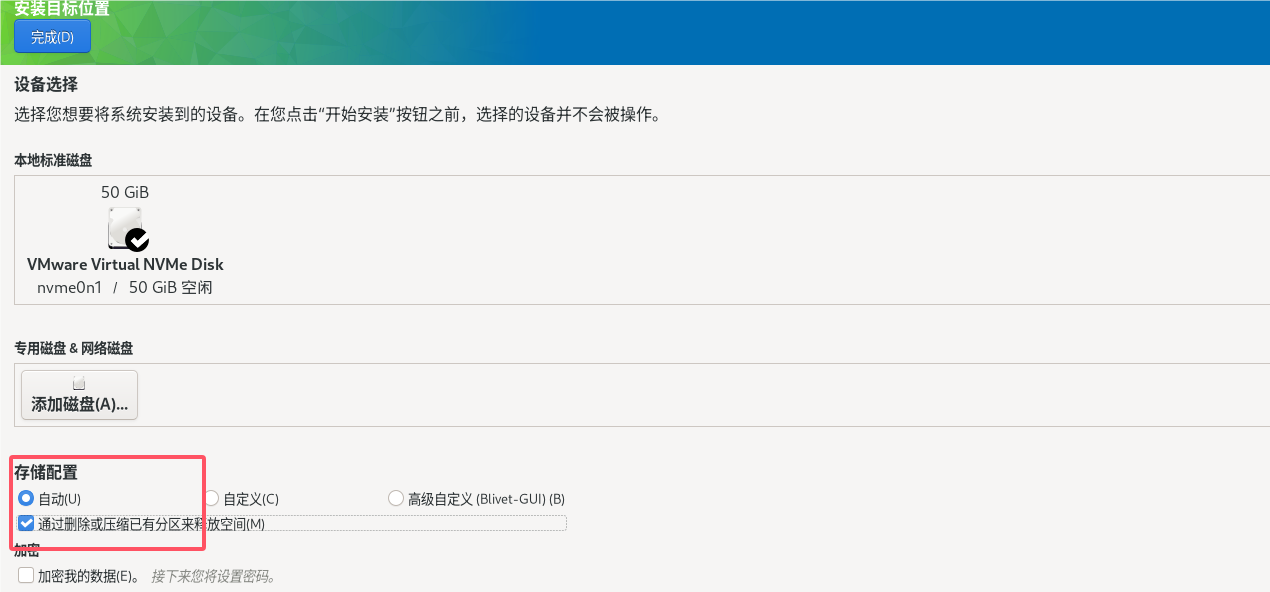 安装目标位置
完成(D)
设备选择
选择您想要将系统安装到的设备。在您点击“开始安装”按钮之前，选择的设备并不会被操作。
本地标准磁盘
50 GiB
VMware Virtual NVMe Disk
nvme0n1 / 50 GiB 空闲
专用磁盘 & 网络磁盘
添加磁盘(A)...
存储配置
自动(U) 自定义(C) 高级自定义 (Blivet-GUI) (B)
通过删除或压缩已有分区来释放空间(M)
加密
加密我的数据(E)。 接下来您将设置密码。